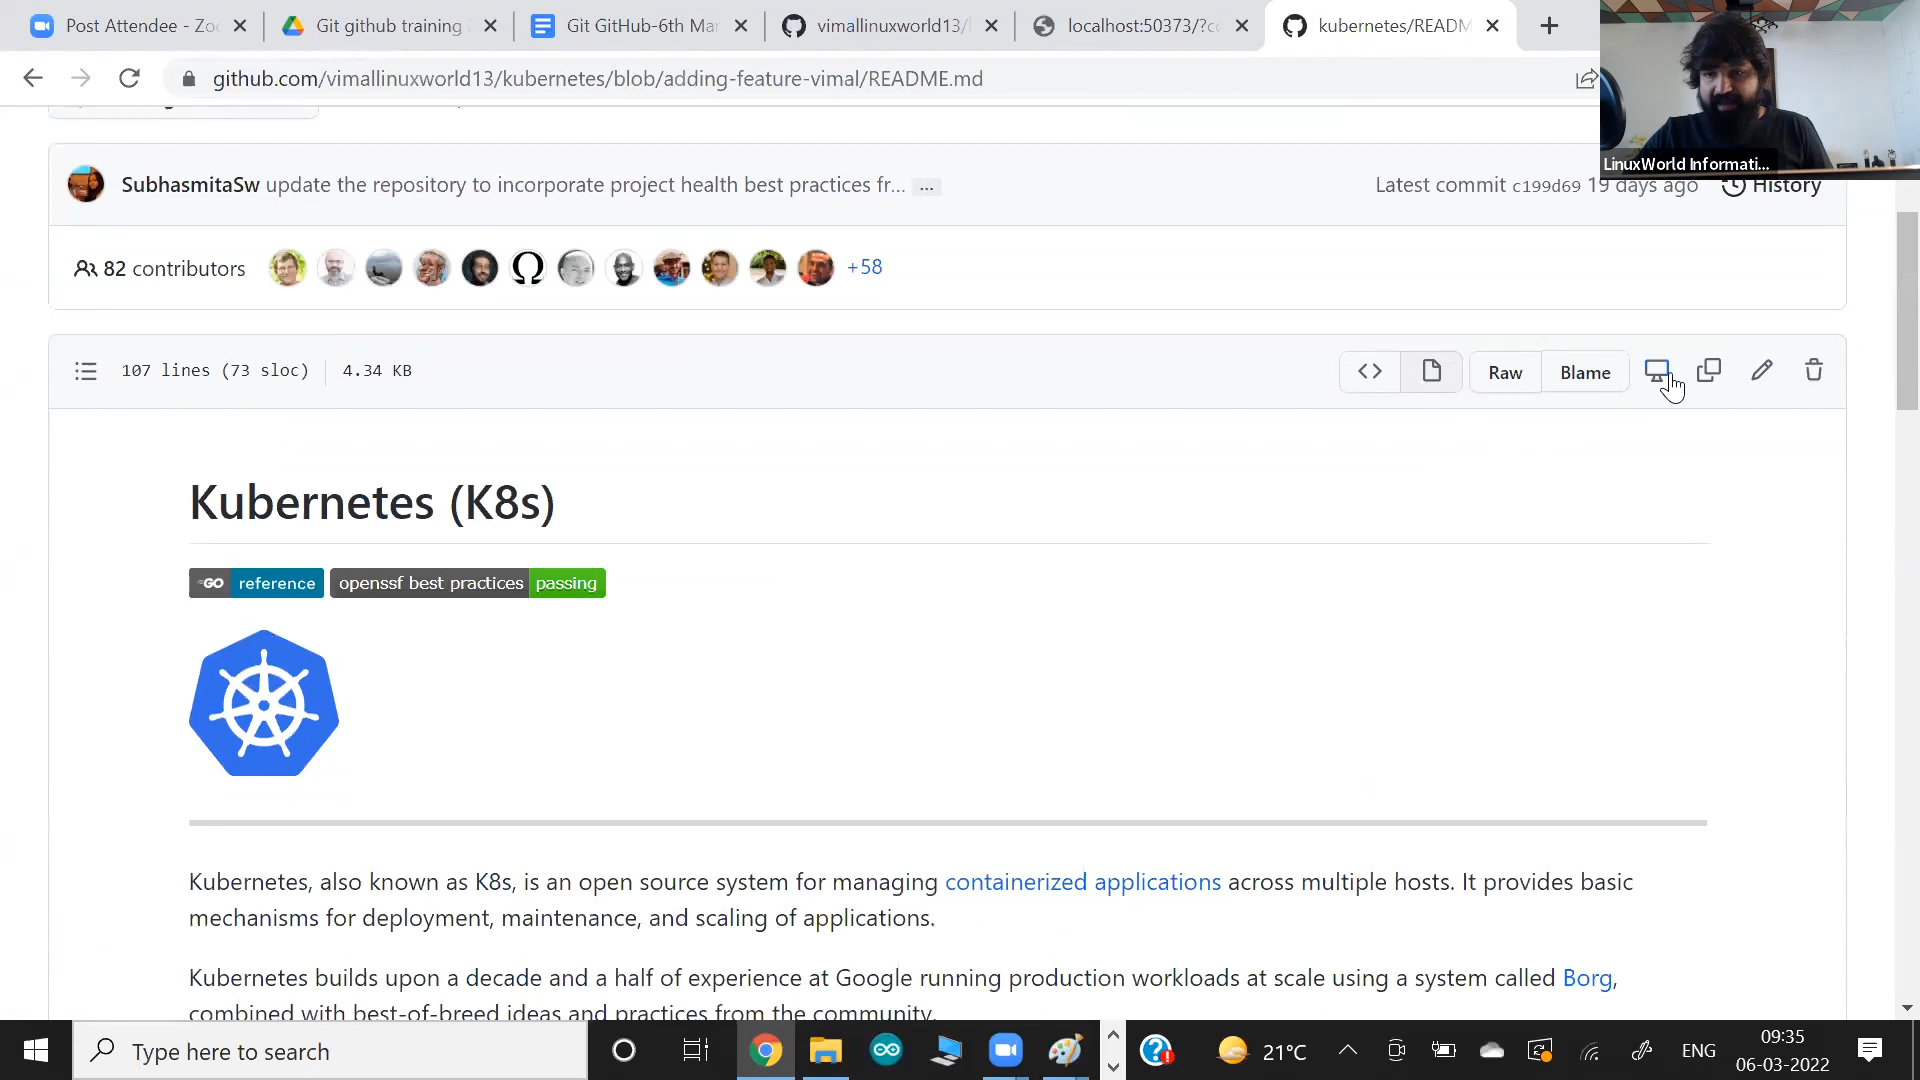 Post Attendee - Zo
Git github training
Git GitHub-6th Mar
vimallinuxworld13/
localhost:50373/?c
kubernetes/READM
github.com/vimallinuxworld13/kubernetes/blob/adding-feature-vimal/README.md
LinuxWorld Informati...
SubhasmitaSw update the repository to incorporate project health best practices fr... ...
Latest commit c199d69 19 days ago
History
82 contributors
+58
107 lines (73 sloc)
4.34 KB
Raw
Blame
Kubernetes (K8s)
GO reference
openssf best practices passing
Kubernetes, also known as K8s, is an open source system for managing containerized applications across multiple hosts. It provides basic
mechanisms for deployment, maintenance, and scaling of applications.
Kubernetes builds upon a decade and a half of experience at Google running production workloads at scale using a system called Borg,
combined with best-of-breed ideas and practices from the community.
Type here to search
21°C
ENG
09:35
06-03-2022